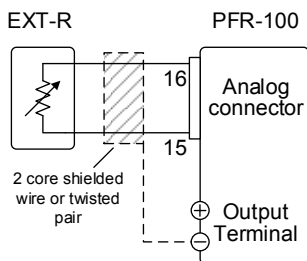 EXT-R
PFR-100
16
Analog
connector
15
2 core shielded
wire or twisted
pair
+
Output
Terminal
−